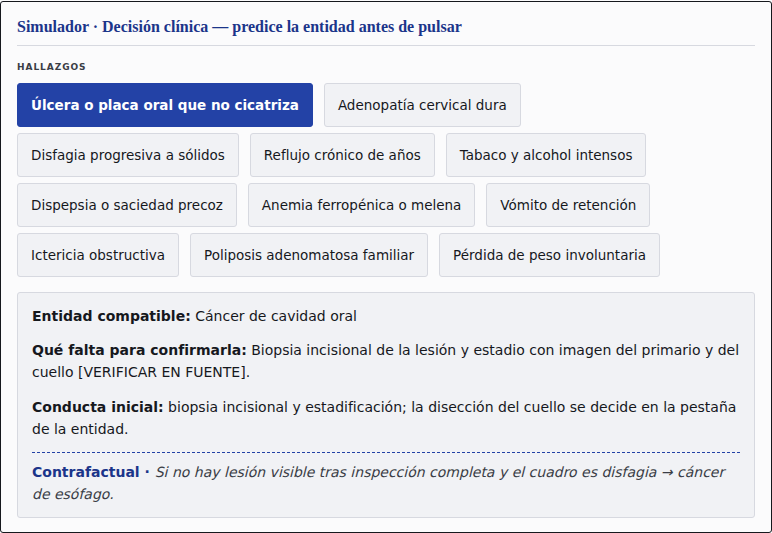 Simulador · Decisión clínica — predice la entidad antes de pulsar
HALLAZGOS
Úlcera o placa oral que no cicatriza
Adenopatía cervical dura
Disfagia progresiva a sólidos
Reflujo crónico de años
Tabaco y alcohol intensos
Dispepsia o saciedad precoz
Anemia ferropénica o melena
Vómito de retención
Ictericia obstructiva
Poliposis adenomatosa familiar
Pérdida de peso involuntaria
Entidad compatible: Cáncer de cavidad oral
Qué falta para confirmarla: Biopsia incisional de la lesión y estadio con imagen del primario y del
cuello [VERIFICAR EN FUENTE].
Conducta inicial: biopsia incisional y estadificación; la disección del cuello se decide en la pestaña
de la entidad.
Contrafactual · Si no hay lesión visible tras inspección completa y el cuadro es disfagia → cáncer
de esófago.